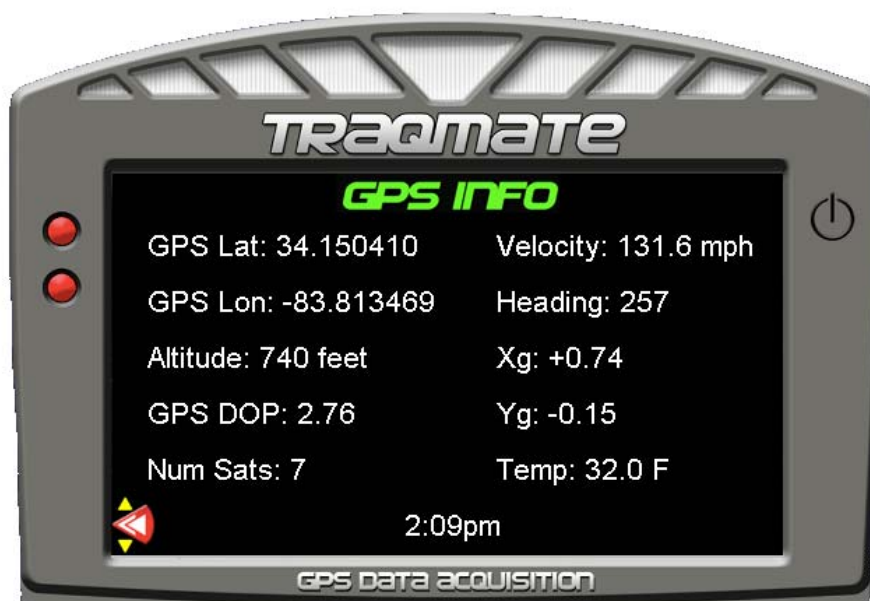 TRAQMATE
GPS INFO
GPS Lat: 34.150410
Velocity: 131.6 mph
GPS Lon: -83.813469
Heading: 257
Altitude: 740 feet
Xg: +0.74
GPS DOP: 2.76
Yg: -0.15
Num Sats: 7
Temp: 32.0 F
2:09pm
GPS DATA ACQUISITION